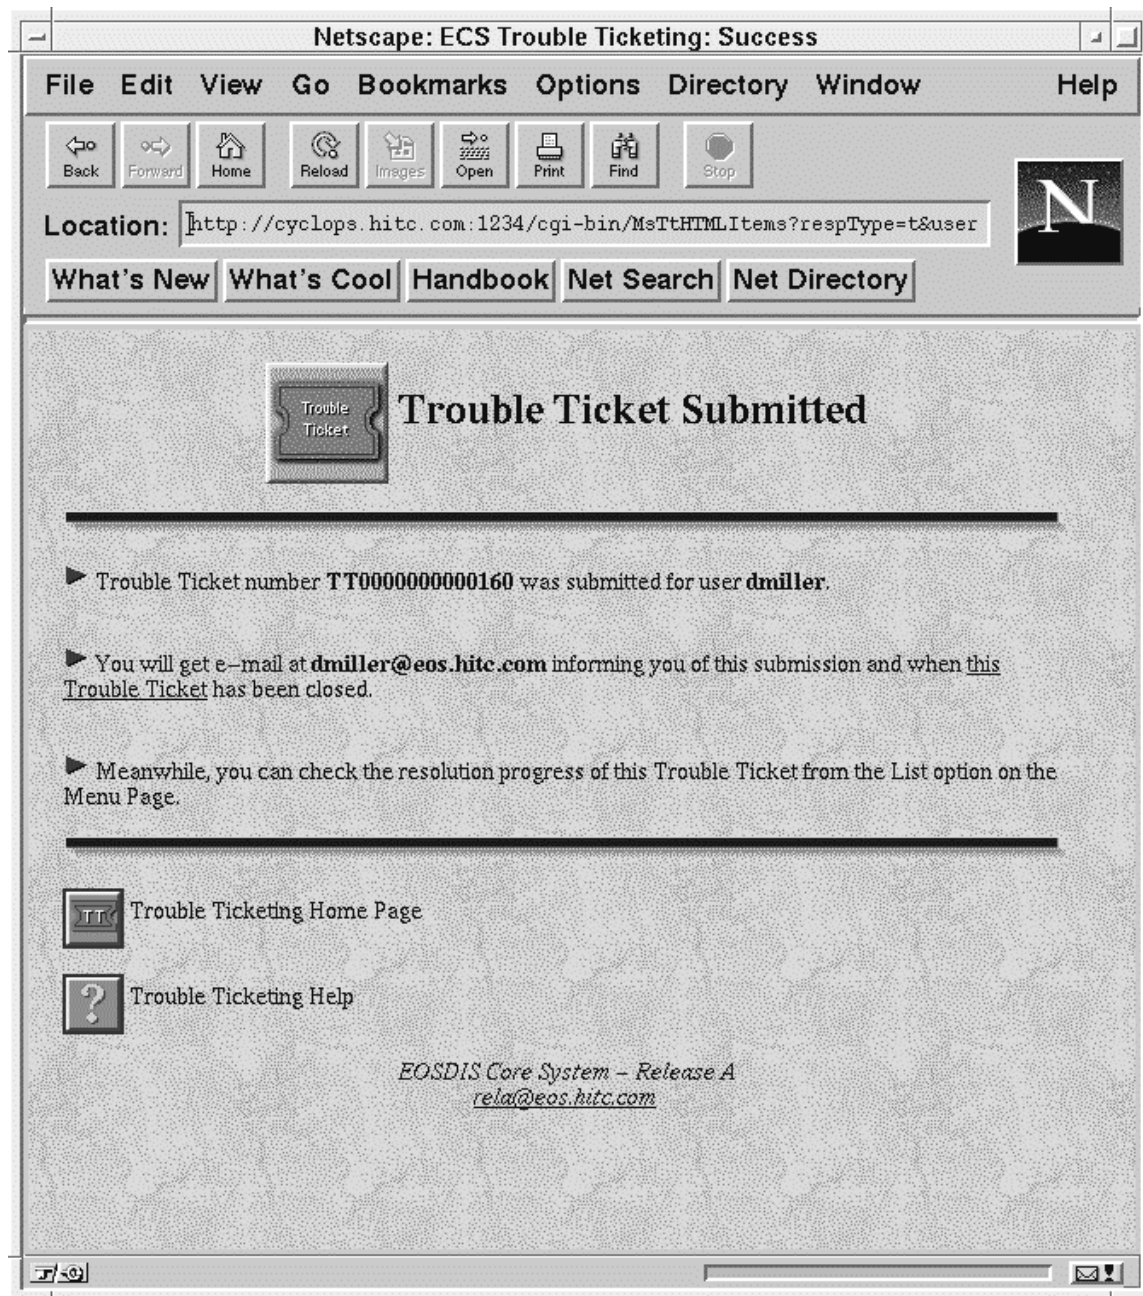 Netscape: ECS Trouble Ticketing: Success
File Edit View Go Bookmarks Options Directory Window Help
Back Forward Home Reload Images Open Print Find Stop
Location: http://cyclops.hitc.com:1234/cgi-bin/MsTtHTMLItems?respType=t&user
N
What's New What's Cool Handbook Net Search Net Directory
Trouble
Ticket
Trouble Ticket Submitted
Trouble Ticket number TT0000000000160 was submitted for user dmiller.
You will get e-mail at dmiller@eos.hitc.com informing you of this submission and when this
Trouble Ticket has been closed.
Meanwhile, you can check the resolution progress of this Trouble Ticket from the List option on the
Menu Page.
TT Trouble Ticketing Home Page
? Trouble Ticketing Help
EOSDIS Core System – Release A
rela@eos.hitc.com